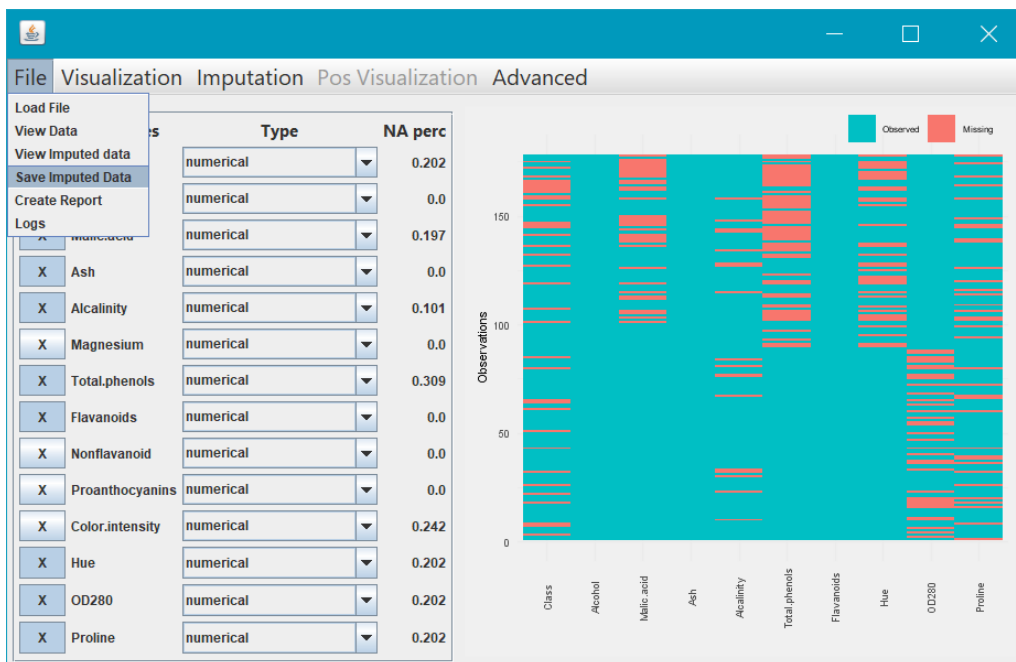 File Visualization Imputation Pos Visualization Advanced
Load File
View Data
View Imputed data
Save Imputed Data
Create Report
Logs
Type NA perc
numerical 0.202
numerical 0.0
X numerical 0.197
X Ash numerical 0.0
X Alcalinity numerical 0.101
X Magnesium numerical 0.0
X Total.phenols numerical 0.309
X Flavanoids numerical 0.0
X Nonflavanoid numerical 0.0
X Proanthocyanins numerical 0.0
X Color.intensity numerical 0.242
X Hue numerical 0.202
X OD280 numerical 0.202
X Proline numerical 0.202
Observed Missing
Observations
150
100
50
0
Class
Alcohol
Malic.acid
Ash
Alcalinity
Total.phenols
Flavanoids
Hue
OD280
Proline